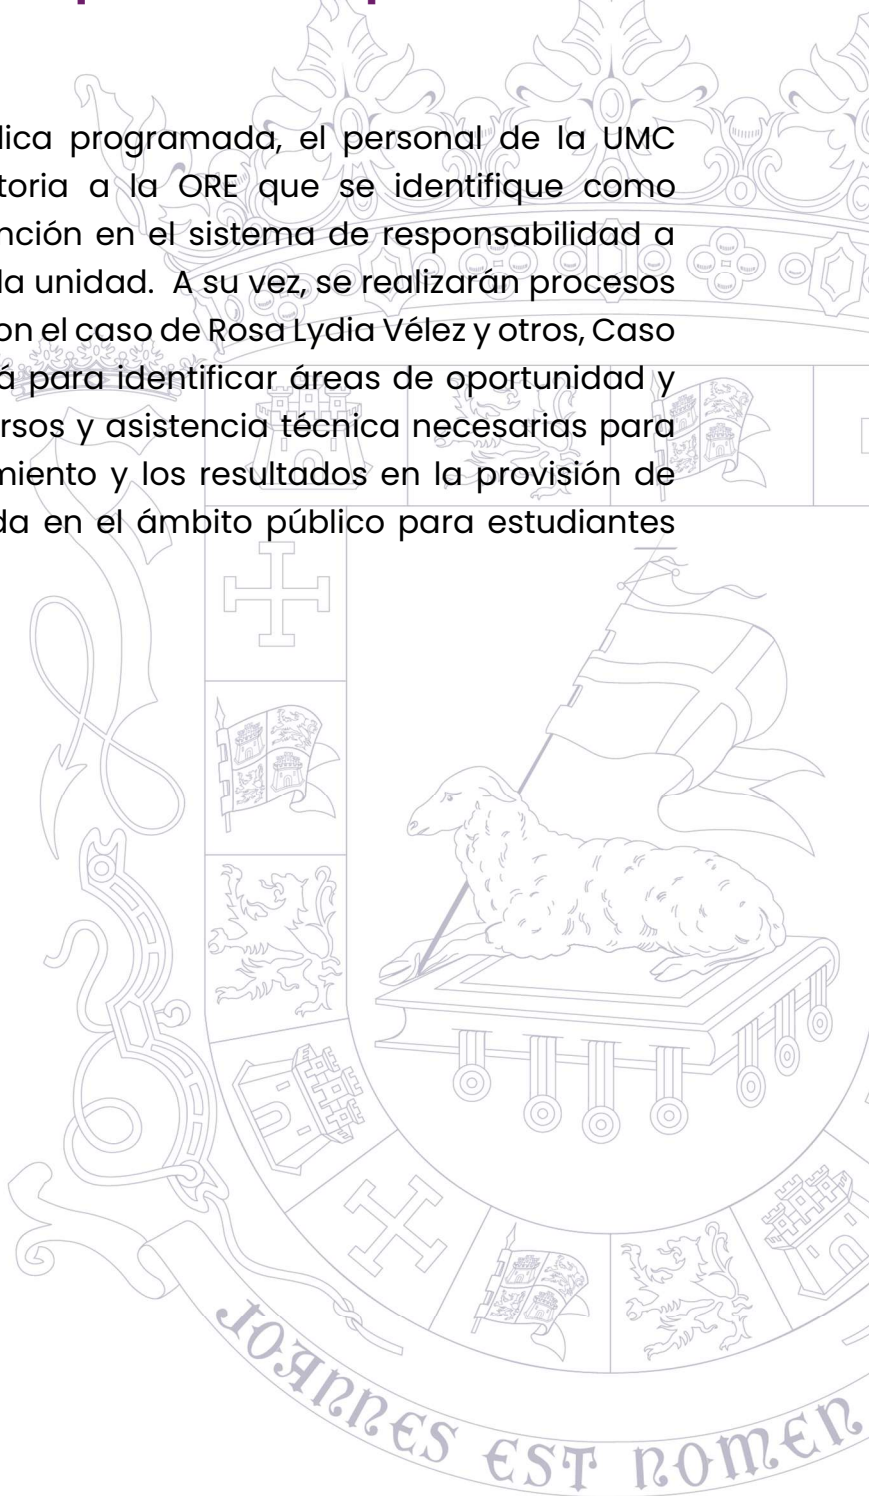 lica programada, el personal de la UMC
toria a la ORE que se identifique como
nción en el sistema de responsabilidad a
la unidad. A su vez, se realizarán procesos
on el caso de Rosa Lydia Vélez y otros, Caso
á para identificar áreas de oportunidad y
rsos y asistencia técnica necesarias para
miento y los resultados en la provisión de
da en el ámbito público para estudiantes
JOANNES EST NOMEN